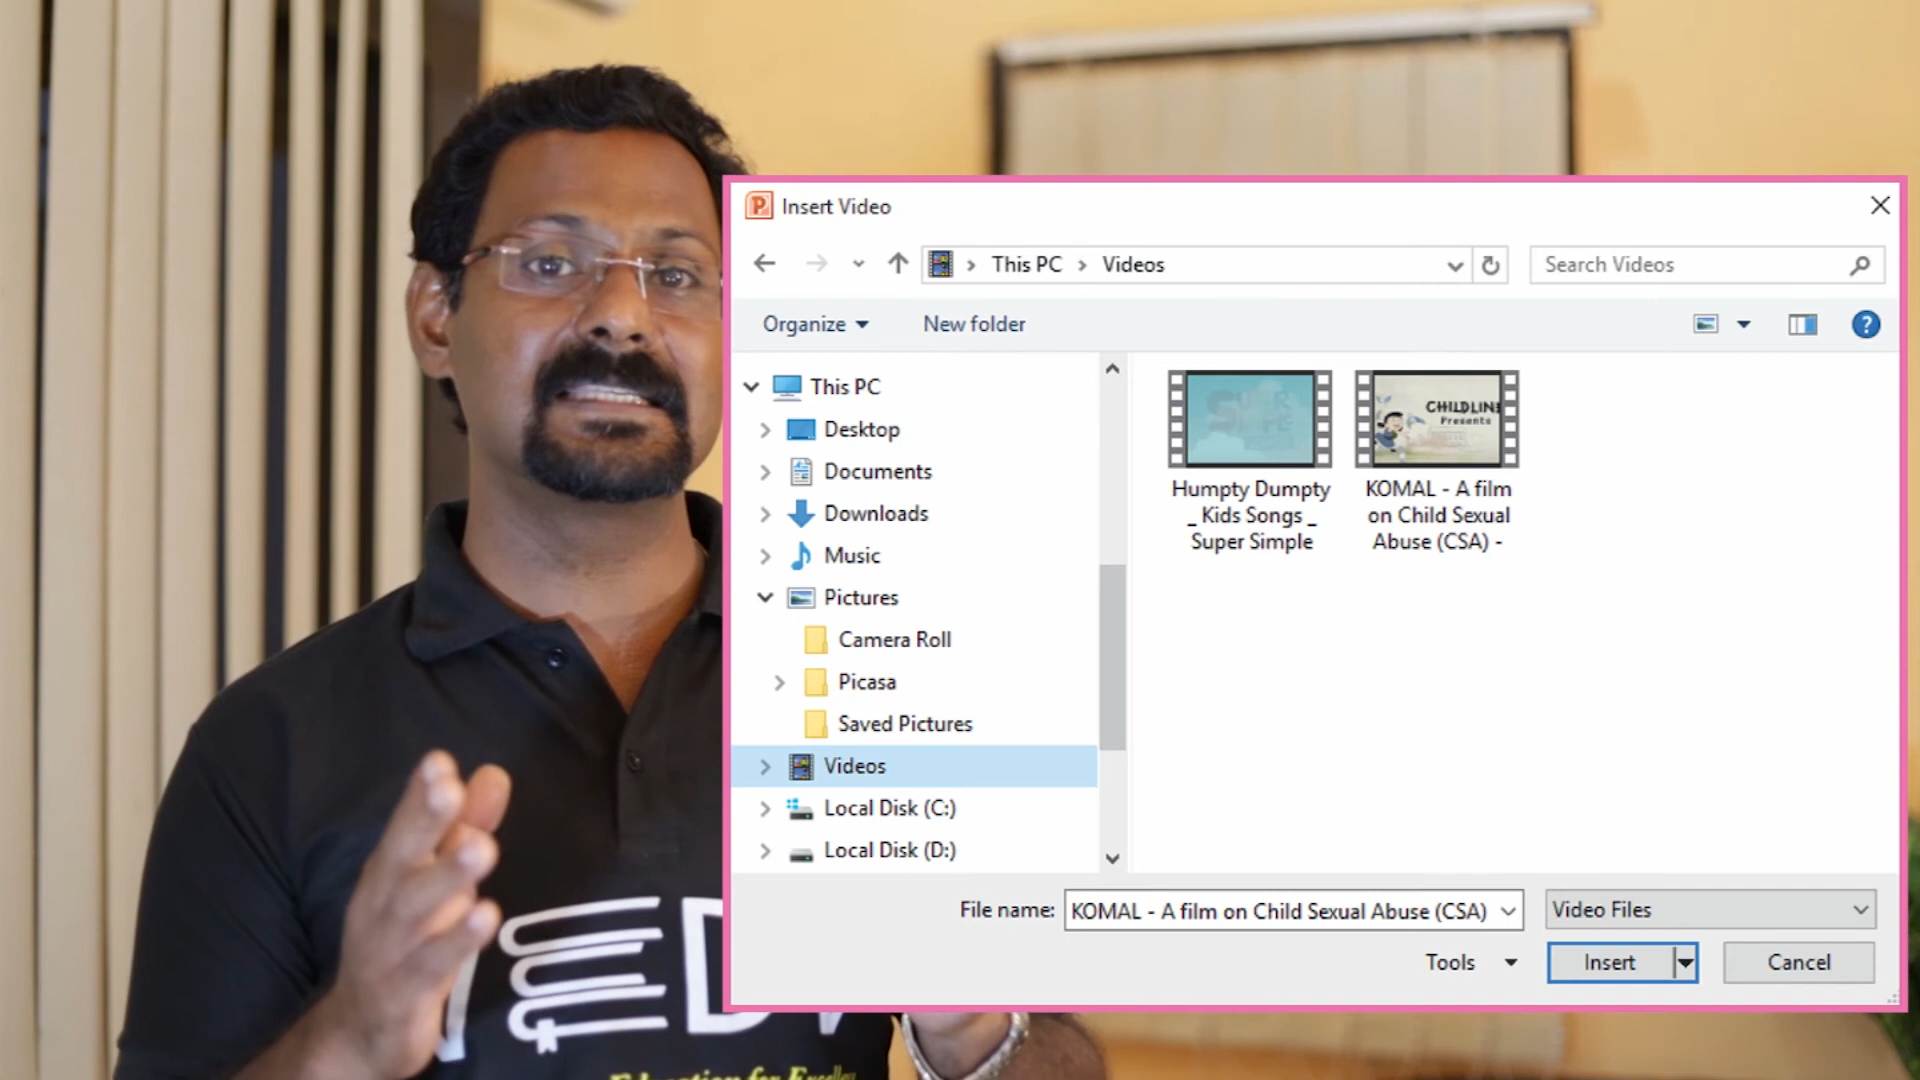 Insert Video
This PC
Videos
Search Videos
Organize
New folder
This PC
Desktop
Documents
Downloads
Music
Pictures
Camera Roll
Picasa
Saved Pictures
Videos
Local Disk (C:)
Local Disk (D:)
CHILDLIN
Presents
Humpty Dumpty
_ Kids Songs _
Super Simple
KOMAL - A film
on Child Sexual
Abuse (CSA) -
File name:
KOMAL - A film on Child Sexual Abuse (CSA)
Video Files
Tools
Insert
Cancel